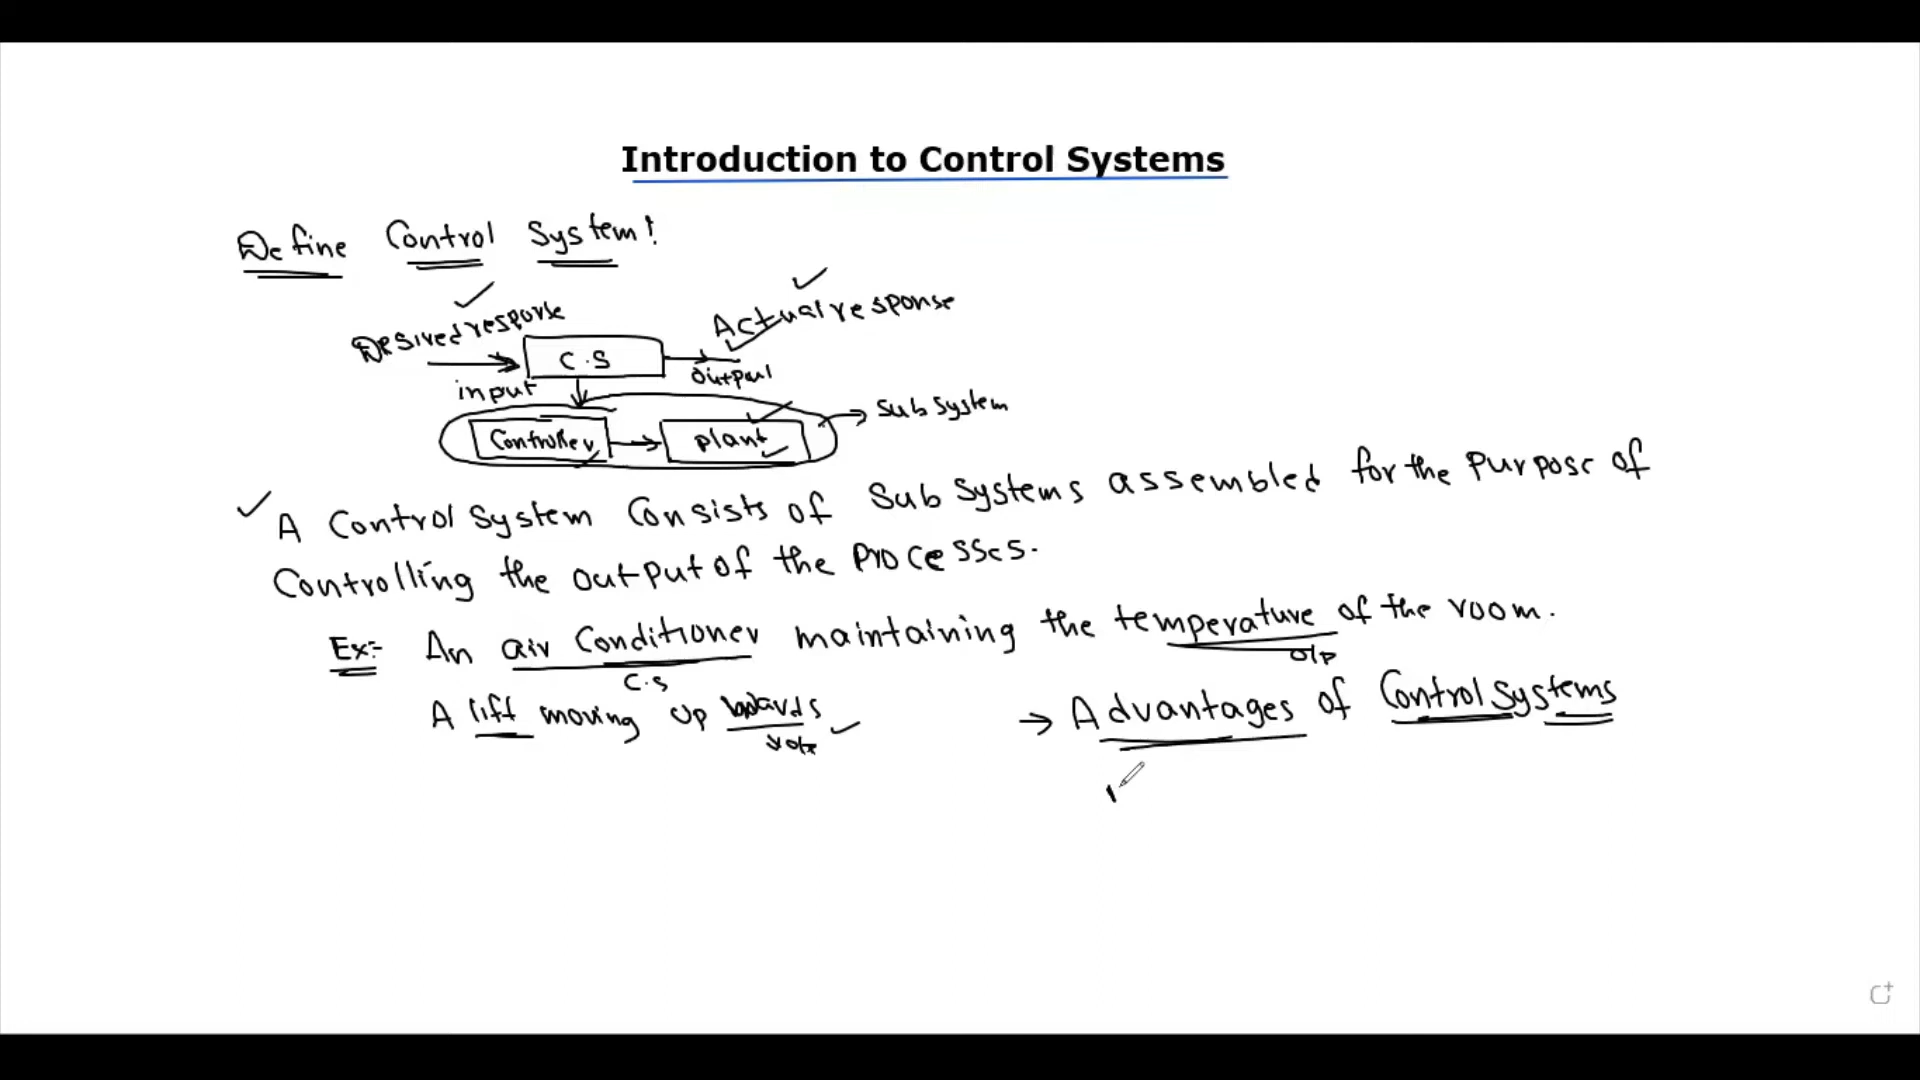 Introduction to Control Systems
Define Control System!
Desired response
Actual response
C.S
input
output
Controller
plant
Sub system
A Control system Consists of Sub systems assembled for the purpose of
Controlling the output of the processes.
Ex:- An air Conditioner maintaining the temperature of the room.
C.S
o/p
A lift moving up
→ Advantages of Control systems